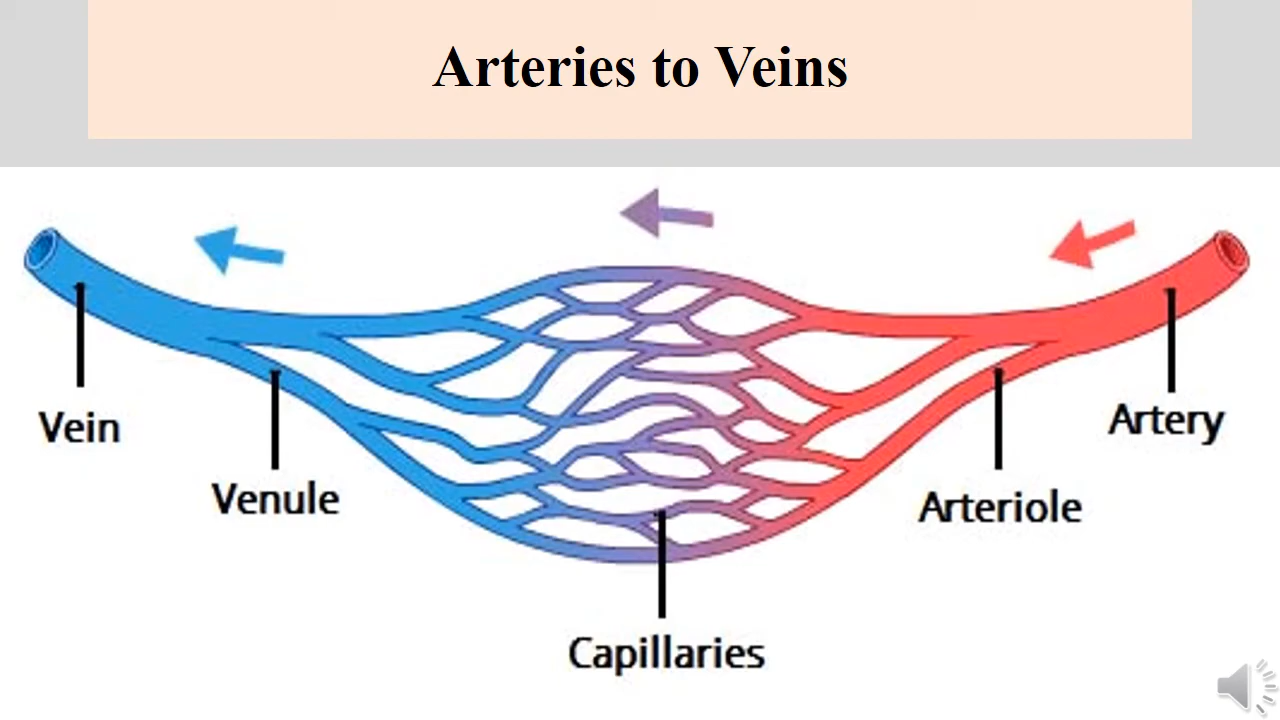 Arteries to Veins
Vein
Venule
Capillaries
Arteriole
Artery